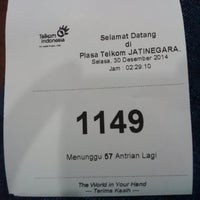 Telkom
Indonesia
Selamat Datang
di
Plasa Telkom JATINEGARA.
Selasa, 30 Desember 2014
Jam : 02:29:10
1149
Menunggu 57 Antrian Lagi
The World in Your Hand
-- Terima Kasih --